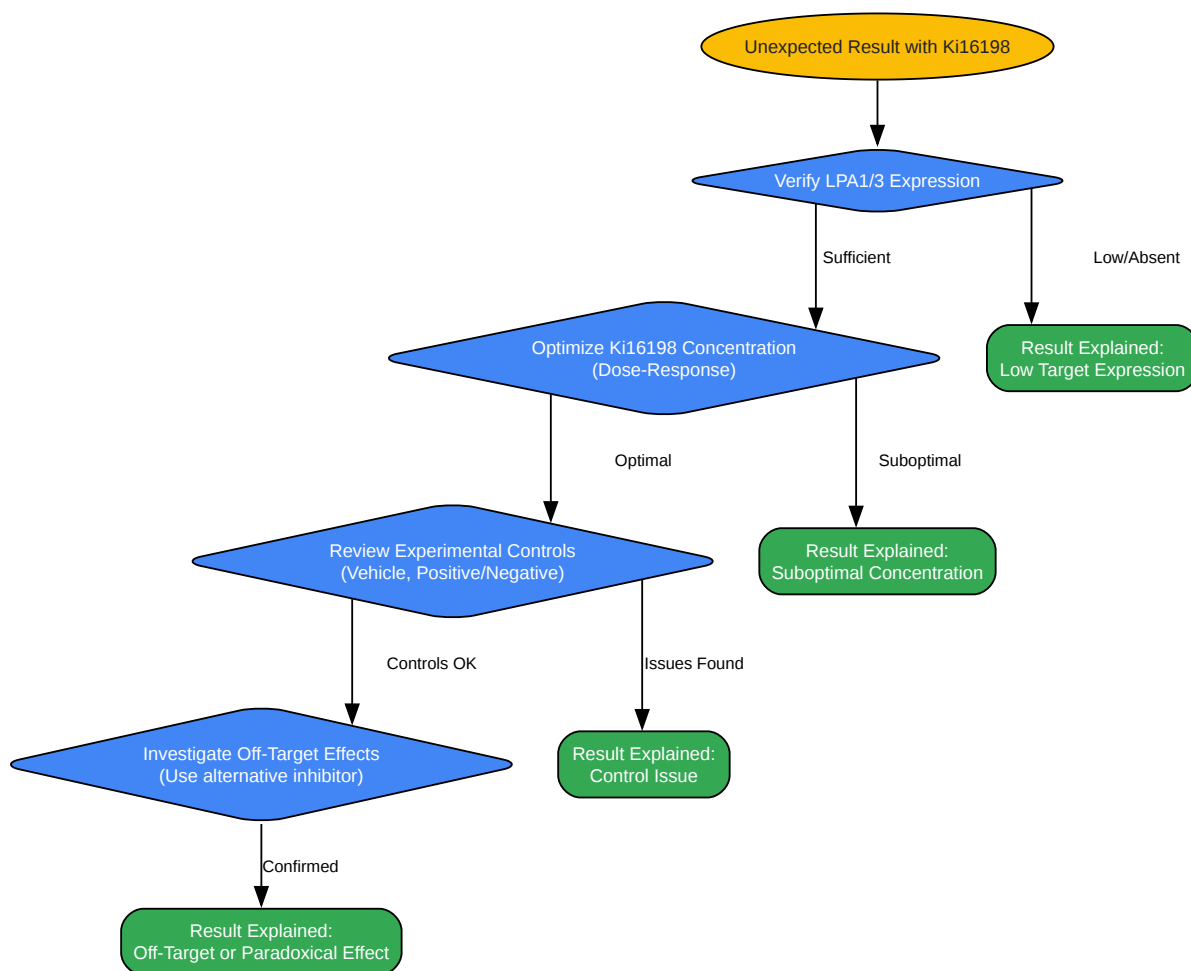 Unexpected Result with Ki16198
Verify LPA1/3 Expression
Sufficient
Low/Absent
Optimize Ki16198 Concentration
(Dose-Response)
Result Explained:
Low Target Expression
Optimal
Suboptimal
Review Experimental Controls
(Vehicle, Positive/Negative)
Result Explained:
Suboptimal Concentration
Controls OK
Issues Found
Investigate Off-Target Effects
(Use alternative inhibitor)
Result Explained:
Control Issue
Confirmed
Result Explained:
Off-Target or Paradoxical Effect